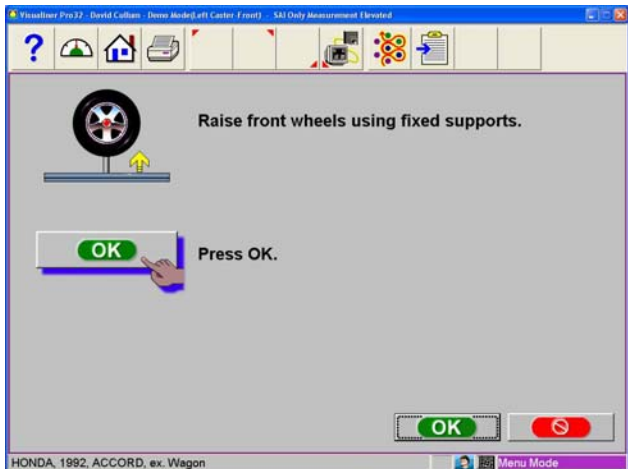 Visualiner Pro32 - David Cullum - Demo Mode(Left Caster-Front) - SAI Only Measurement Elevated
?
Raise front wheels using fixed supports.
OK
Press OK.
OK
HONDA, 1992, ACCORD, ex. Wagon
Menu Mode